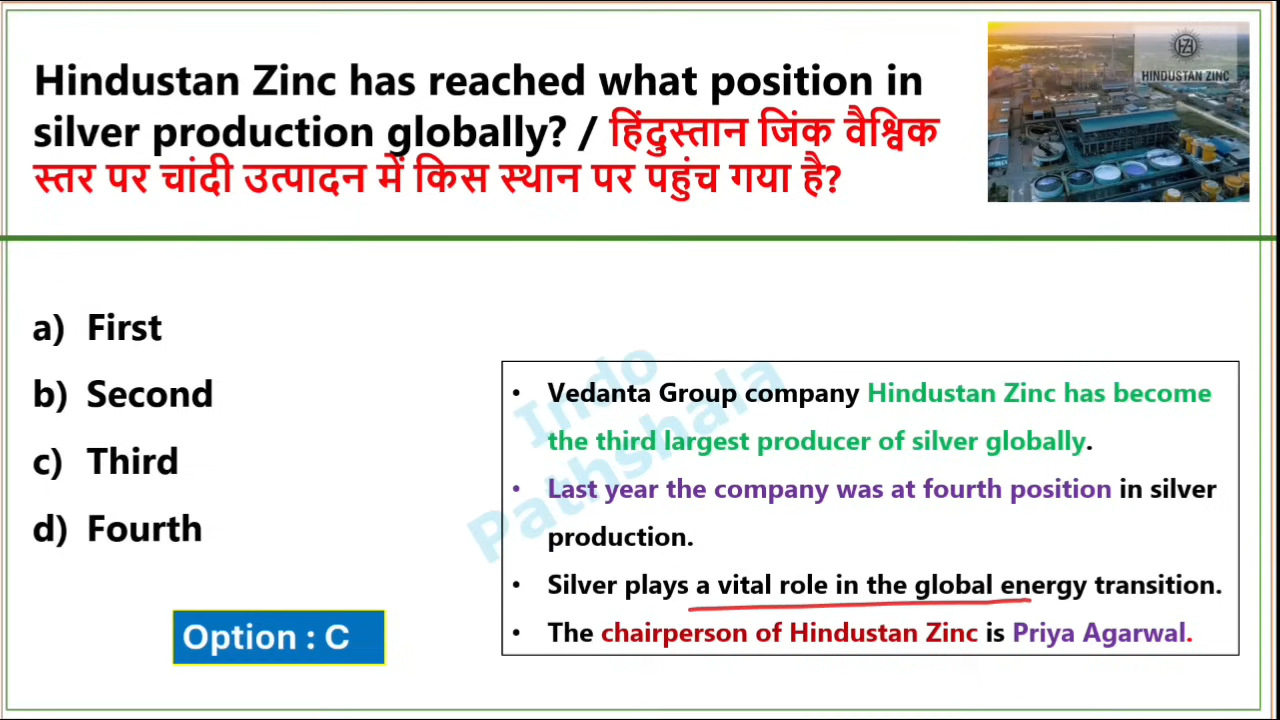 Hindustan Zinc has reached what position in
silver production globally? / हिंदुस्तान जिंक वैश्विक
स्तर पर चांदी उत्पादन में किस स्थान पर पहुंच गया है?
HINDUSTAN ZINC
a) First
b) Second
c) Third
d) Fourth
Option : C
Indo
Pathshala
• Vedanta Group company Hindustan Zinc has become
the third largest producer of silver globally.
• Last year the company was at fourth position in silver
production.
• Silver plays a vital role in the global energy transition.
• The chairperson of Hindustan Zinc is Priya Agarwal.